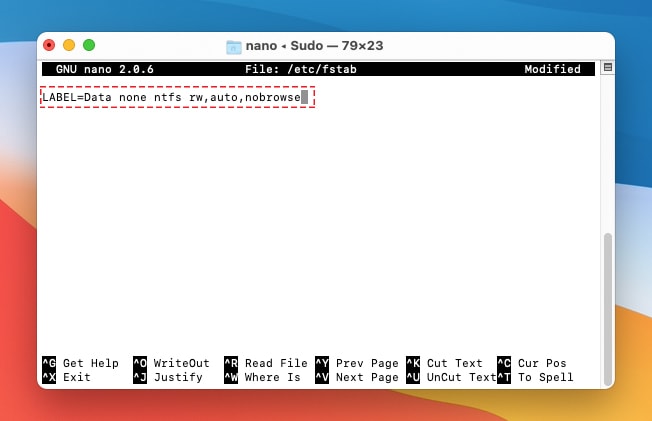 nano ◂ Sudo — 79×23
GNU nano 2.0.6 File: /etc/fstab Modified
LABEL=Data none ntfs rw,auto,nobrowse
^G Get Help ^O WriteOut ^R Read File ^Y Prev Page ^K Cut Text ^C Cur Pos
^X Exit ^J Justify ^W Where Is ^V Next Page ^U UnCut Text ^T To Spell